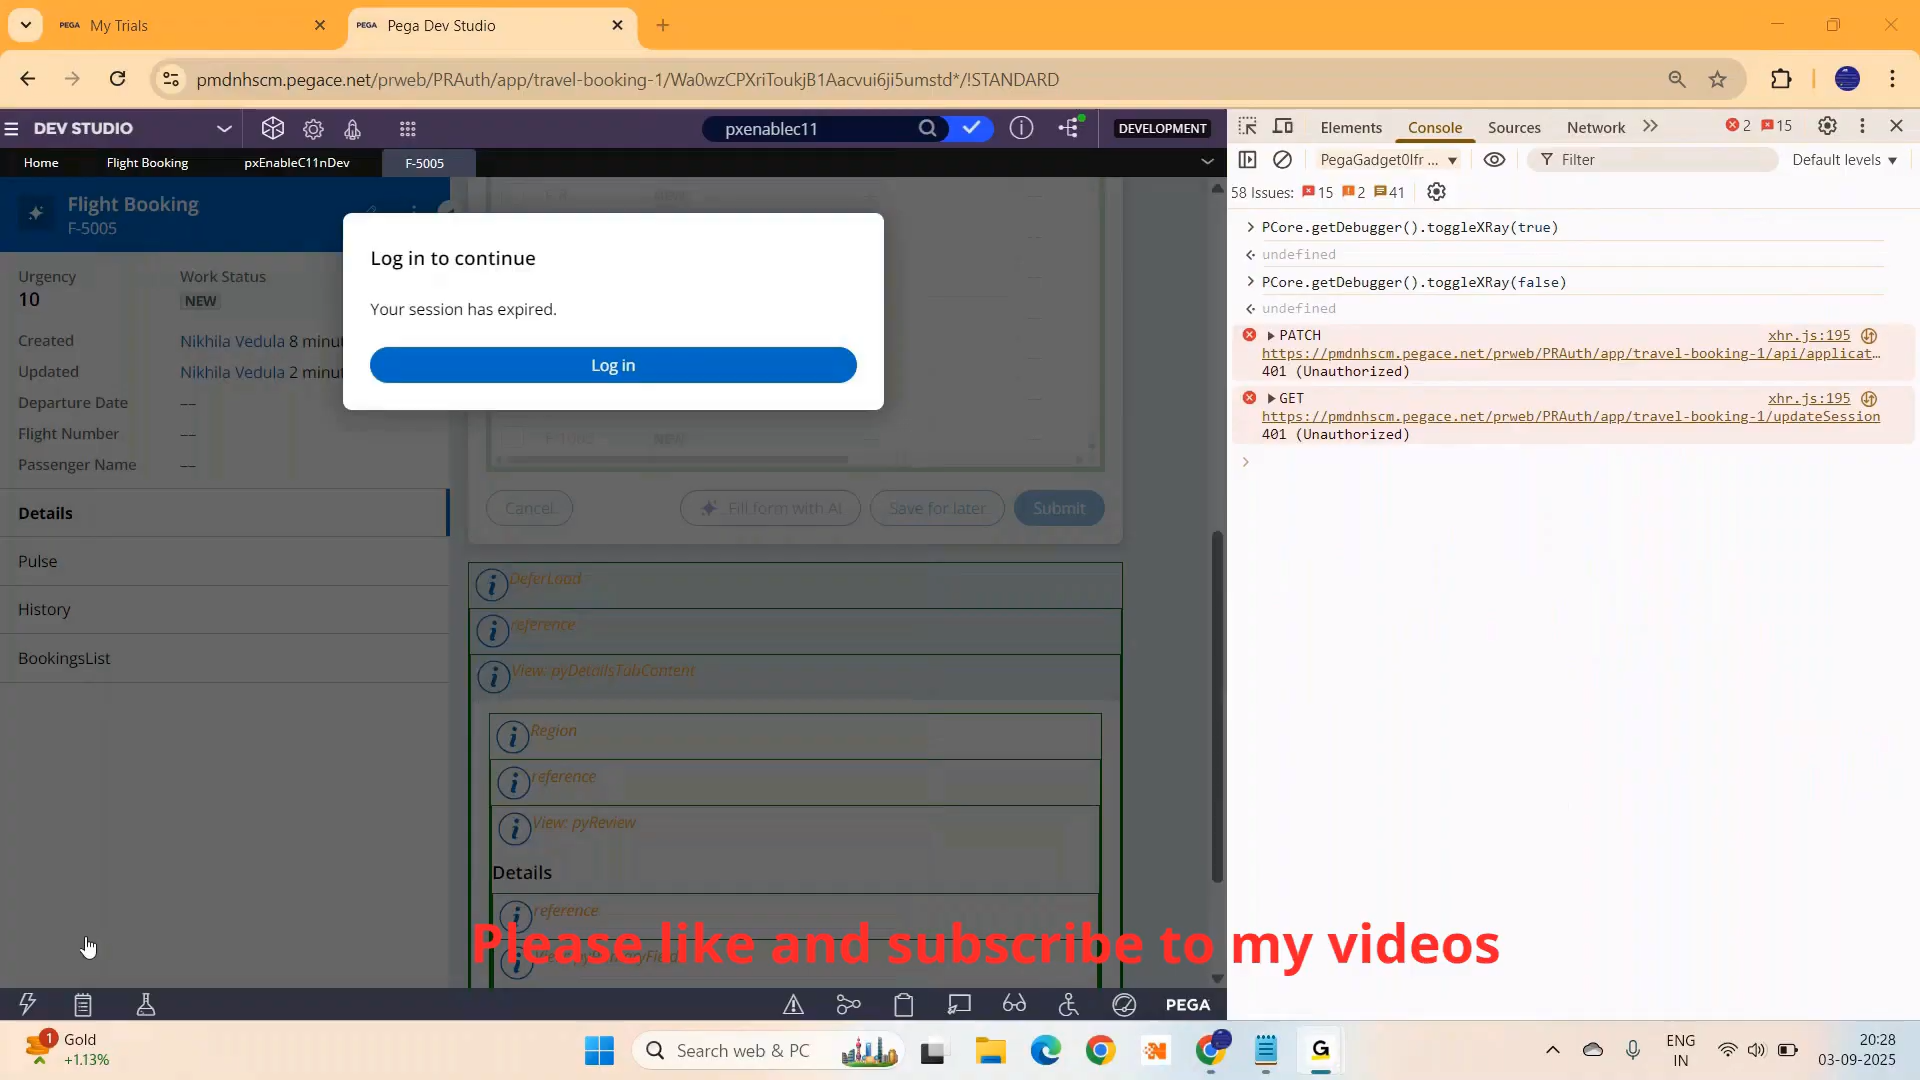 PEGA My Trials
PEGA Pega Dev Studio
pmdnhscm.pegace.net/prweb/PRAuth/app/travel-booking-1/Wa0wzCPXriToukjB1Aacvui6ji5umstd*/!STANDARD
DEV STUDIO
pxenablec11
DEVELOPMENT
Home
Flight Booking
pxEnableC11nDev
F-5005
Flight Booking
F-5005
Urgency
10
Work Status
NEW
Created
Nikhila Vedula 8 minut
Updated
Nikhila Vedula 2 minut
Departure Date
––
Flight Number
––
Passenger Name
––
Details
Pulse
History
BookingsList
Log in to continue
Your session has expired.
Log in
NEW
Cancel
Fill form with AI
Save for later
Submit
DeferLoad
reference
View: pyDetailsTabContent
Region
reference
View: pyReview
Details
reference
Please like and subscribe to my videos
PEGA
Elements
Console
Sources
Network
2
15
PegaGadget0Ifr ...
Filter
Default levels
58 Issues: 15 2 41
PCore.getDebugger().toggleXRay(true)
undefined
PCore.getDebugger().toggleXRay(false)
undefined
PATCH xhr.js:195
https://pmdnhscm.pegace.net/prweb/PRAuth/app/travel-booking-1/api/applicat…
401 (Unauthorized)
GET xhr.js:195
https://pmdnhscm.pegace.net/prweb/PRAuth/app/travel-booking-1/updateSession
401 (Unauthorized)
1
Gold
+1.13%
Search web & PC
G
ENG
IN
20:28
03-09-2025